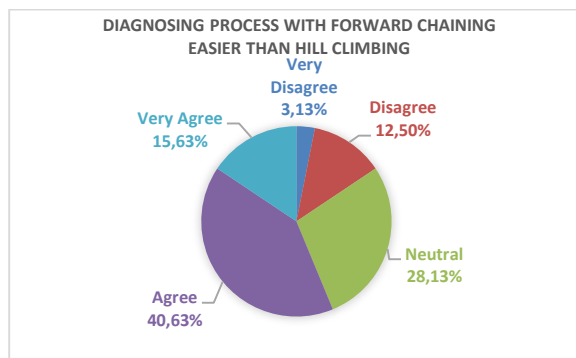 DIAGNOSING PROCESS WITH FORWARD CHAINING
EASIER THAN HILL CLIMBING
Very
Disagree
3,13%
Disagree
12,50%
Neutral
28,13%
Agree
40,63%
Very Agree
15,63%